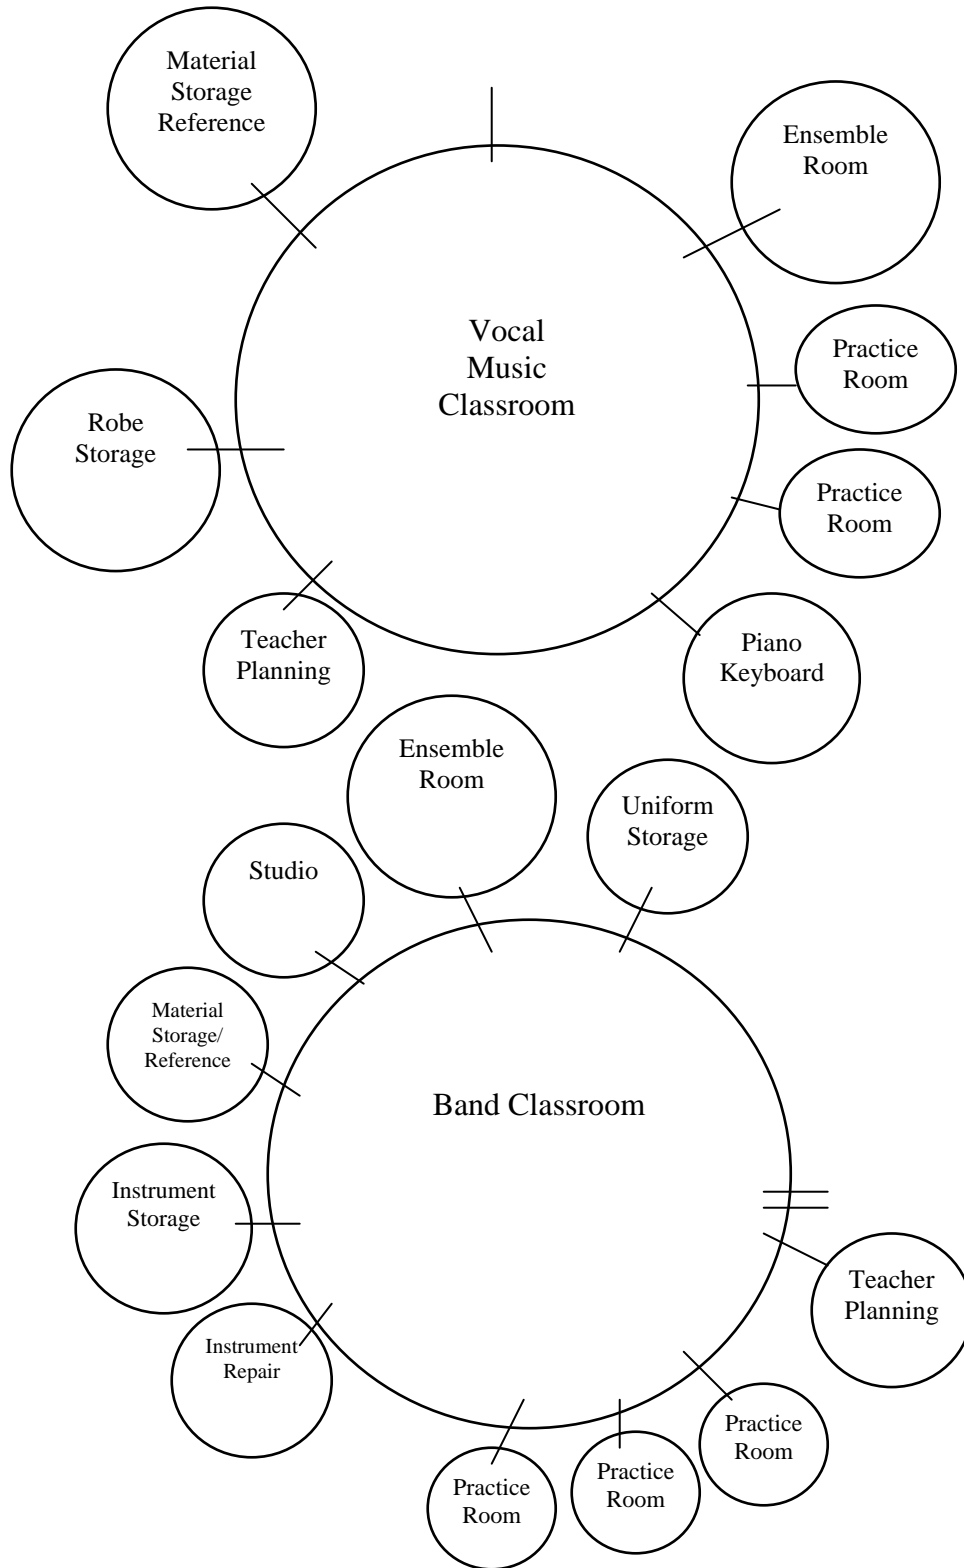 Material
Storage
Reference
Ensemble
Room
Vocal
Music
Classroom
Practice
Room
Robe
Storage
Practice
Room
Teacher
Planning
Piano
Keyboard
Ensemble
Room
Uniform
Storage
Studio
Material
Storage/
Reference
Band Classroom
Instrument
Storage
Teacher
Planning
Instrument
Repair
Practice
Room
Practice
Room
Practice
Room